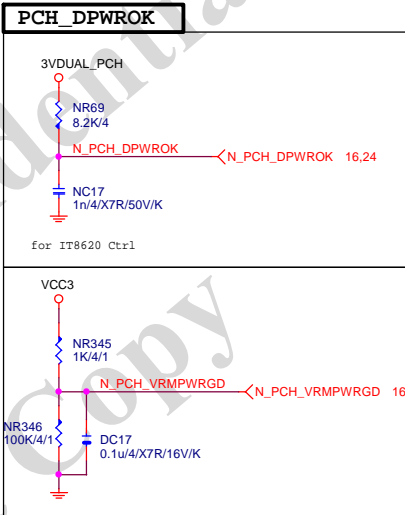 PCH_DPWROK
3VDUAL_PCH
NR69
8.2K/4
N_PCH_DPWROK
N_PCH_DPWROK 16,24
NC17
1n/4/X7R/50V/K
for IT8620 Ctrl
VCC3
NR345
1K/4/1
N_PCH_VRMPWRGD
N_PCH_VRMPWRGD 16
NR346
100K/4/1
DC17
0.1u/4/X7R/16V/K
Copy